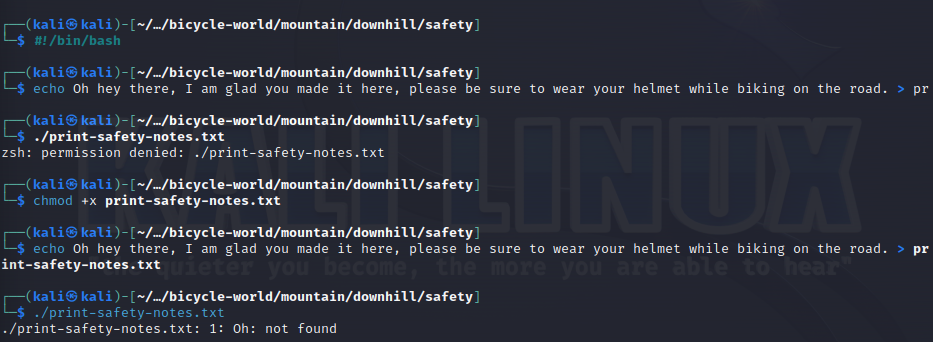 ┌──(kali㉿kali)-[~/…/bicycle-world/mountain/downhill/safety]
└─$ #!/bin/bash
┌──(kali㉿kali)-[~/…/bicycle-world/mountain/downhill/safety]
└─$ echo Oh hey there, I am glad you made it here, please be sure to wear your helmet while biking on the road. > pr
┌──(kali㉿kali)-[~/…/bicycle-world/mountain/downhill/safety]
└─$ ./print-safety-notes.txt
zsh: permission denied: ./print-safety-notes.txt
┌──(kali㉿kali)-[~/…/bicycle-world/mountain/downhill/safety]
└─$ chmod +x print-safety-notes.txt
KALI LINUX
┌──(kali㉿kali)-[~/…/bicycle-world/mountain/downhill/safety]
└─$ echo Oh hey there, I am glad you made it here, please be sure to wear your helmet while biking on the road. > pr
int-safety-notes.txt
quieter you become, the more you are able to hear"
┌──(kali㉿kali)-[~/…/bicycle-world/mountain/downhill/safety]
└─$ ./print-safety-notes.txt
./print-safety-notes.txt: 1: Oh: not found